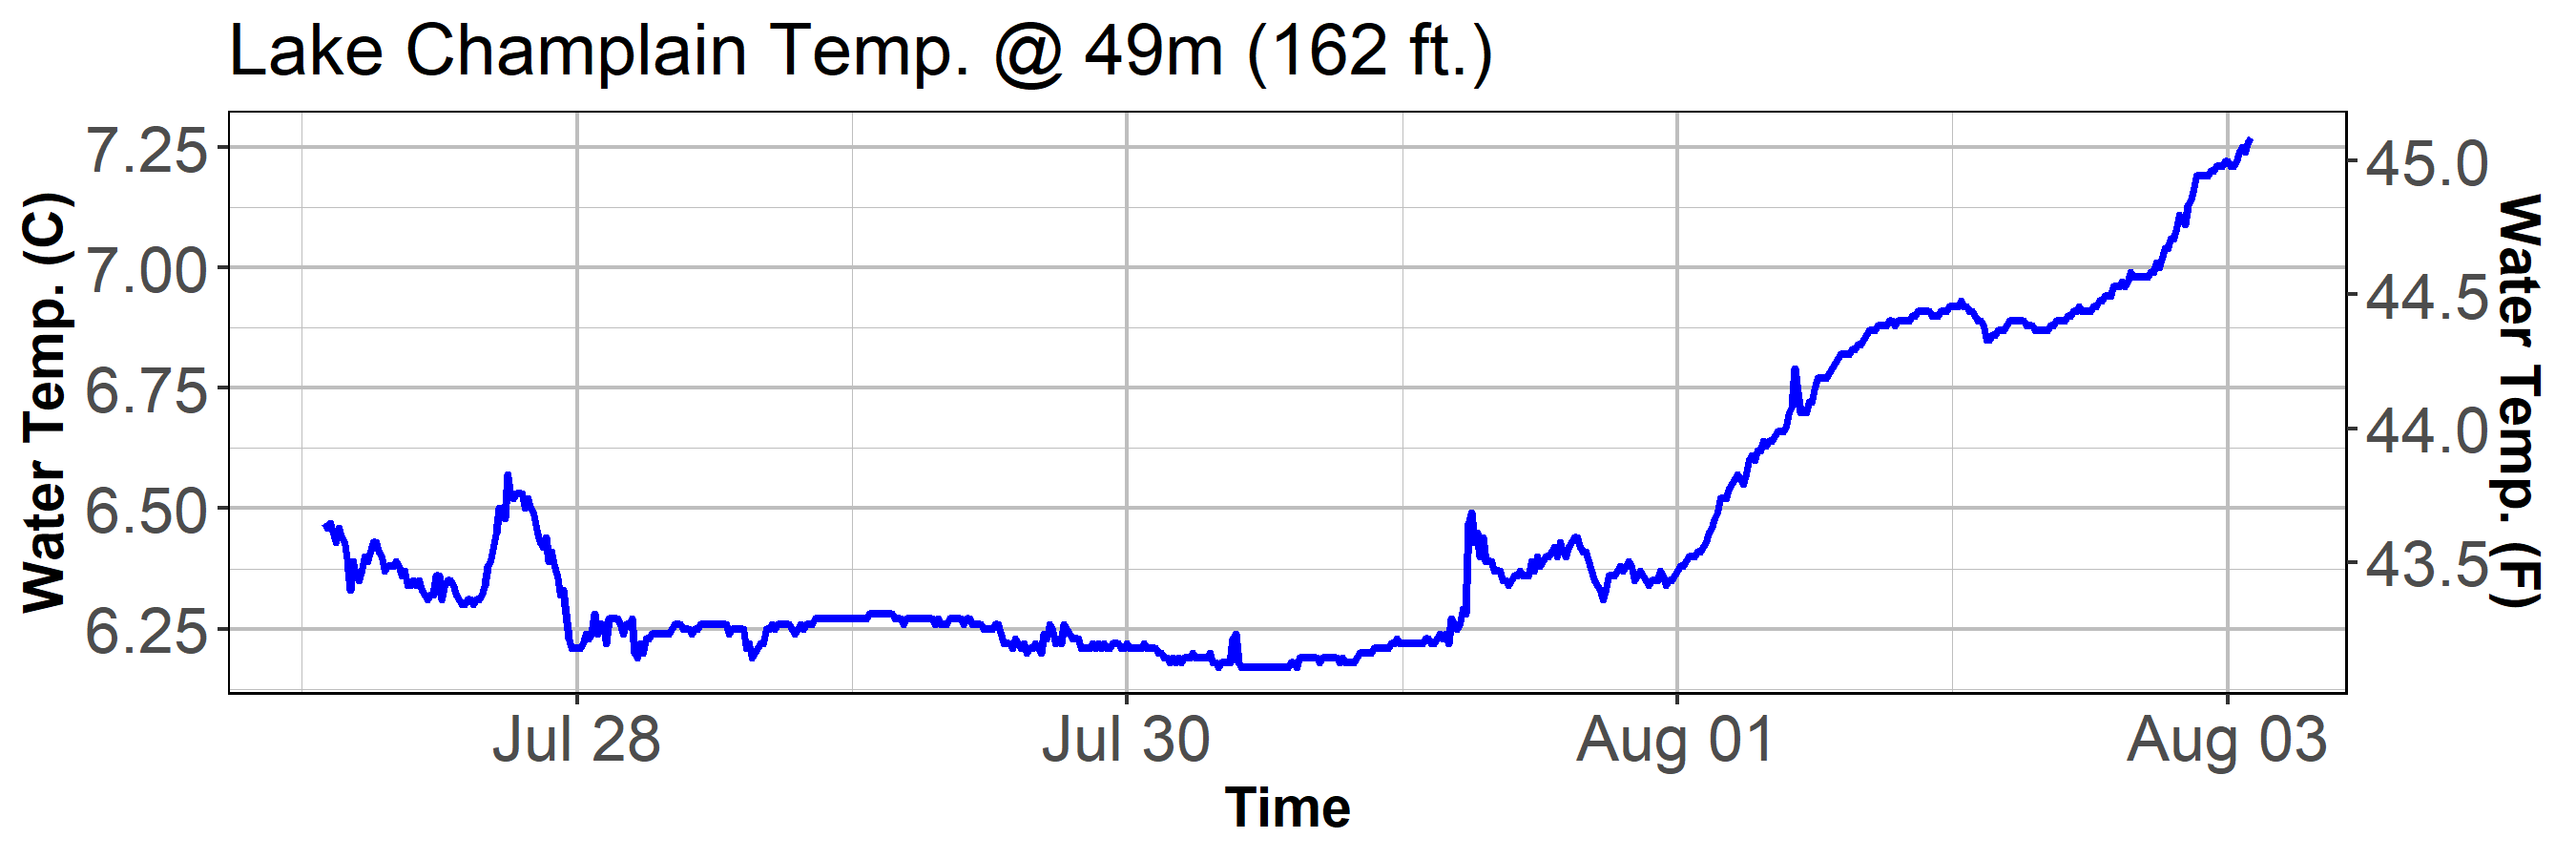 Lake Champlain Temp. @ 49m (162 ft.)
Water Temp. (C)
7.25
7.00
6.75
6.50
6.25
45.0
44.5
44.0
43.5
Water Temp. (F)
Jul 28
Jul 30
Aug 01
Aug 03
Time